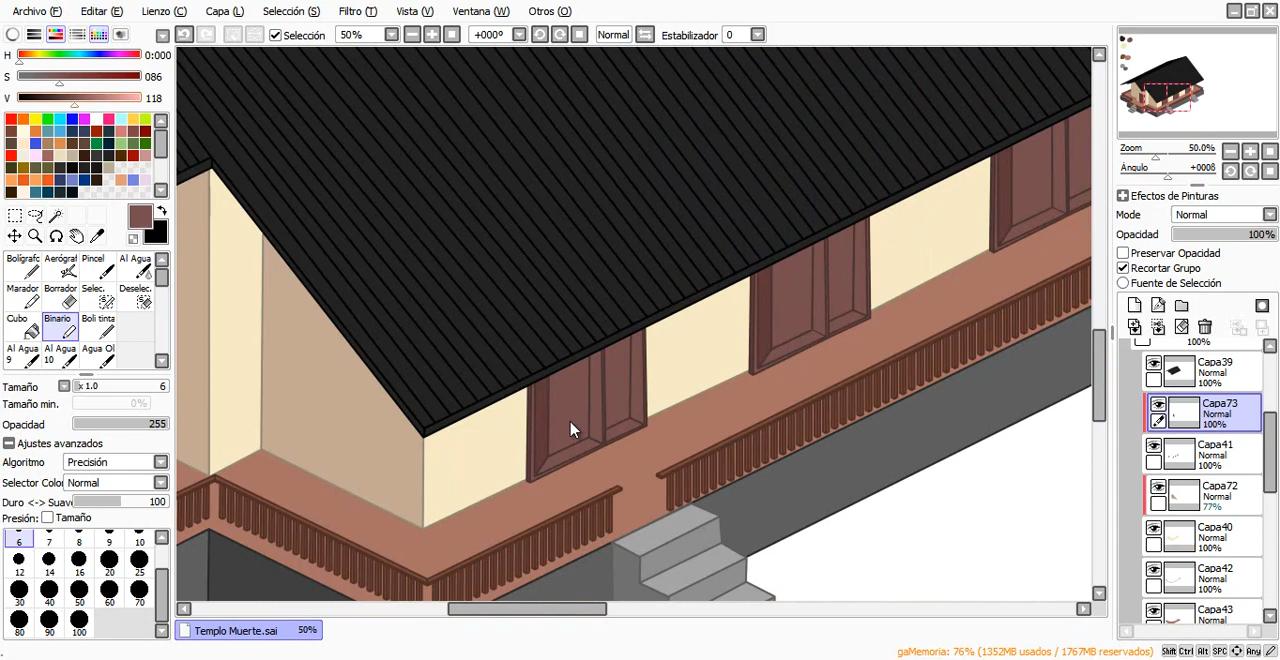 Archivo (F) Editar (E) Lienzo (C) Capa (L) Selección (S) Filtro (T) Vista (V) Ventana (W) Otros (O)
Selección 50% +000º Normal Estabilizador 0
H 0:000
S 086
V 118
Bolígrafo Aerógrafo Pincel Al Agua
Marador Borrador Selec. Deselec.
Cubo Binario Boli tinta
Al Agua 9 Al Agua 10 Agua Ol
Tamaño x 1.0 6
Tamaño min. 0%
Opacidad 255
Ajustes avanzados
Algoritmo Precisión
Selector Color Normal
Duro <-> Suav 100
Presión: Tamaño
6 7 8 9 10
12 14 16 20 25
30 40 50 60 70
80 90 100
Templo Muerte.sai 50%
Zoom 50.0%
Ángulo +000β
Efectos de Pinturas
Modo Normal
Opacidad 100%
Preservar Opacidad
Recortar Grupo
Fuente de Selección
100%
Capa39
Normal
100%
Capa73
Normal
100%
Capa41
Normal
100%
Capa72
Normal
77%
Capa40
Normal
100%
Capa42
Normal
100%
Capa43
Normal
gaMemoria: 76% (1352MB usados / 1767MB reservados) Shift Ctrl Alt SPC Any